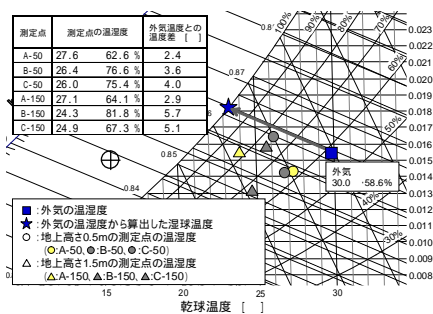 測定点 測定点の温湿度 外気温度との温度差 [ ]
A-50 27.6 62.6 % 2.4
B-50 26.4 76.6 % 3.6
C-50 26.0 75.4 % 4.0
A-150 27.1 64.1 % 2.9
B-150 24.3 81.8 % 5.7
C-150 24.9 67.3 % 5.1
100%
90%
80%
70%
60%
50%
40%
30%
0.87
0.85
0.84
0.023
0.022
0.021
0.020
0.019
0.018
0.017
0.016
0.015
0.014
0.013
0.012
0.011
0.010
0.009
0.008
外気
30.0 ・58.6%
■ :外気の温湿度
★ :外気の温湿度から算出した湿球温度
○ :地上高さ0.5mの測定点の温湿度
(○:A-50、●:B-50、●:C-50)
△ :地上高さ1.5mの測定点の温湿度
(△:A-150、▲:B-150、▲:C-150)
15 20 25 30
乾球温度 [ ]